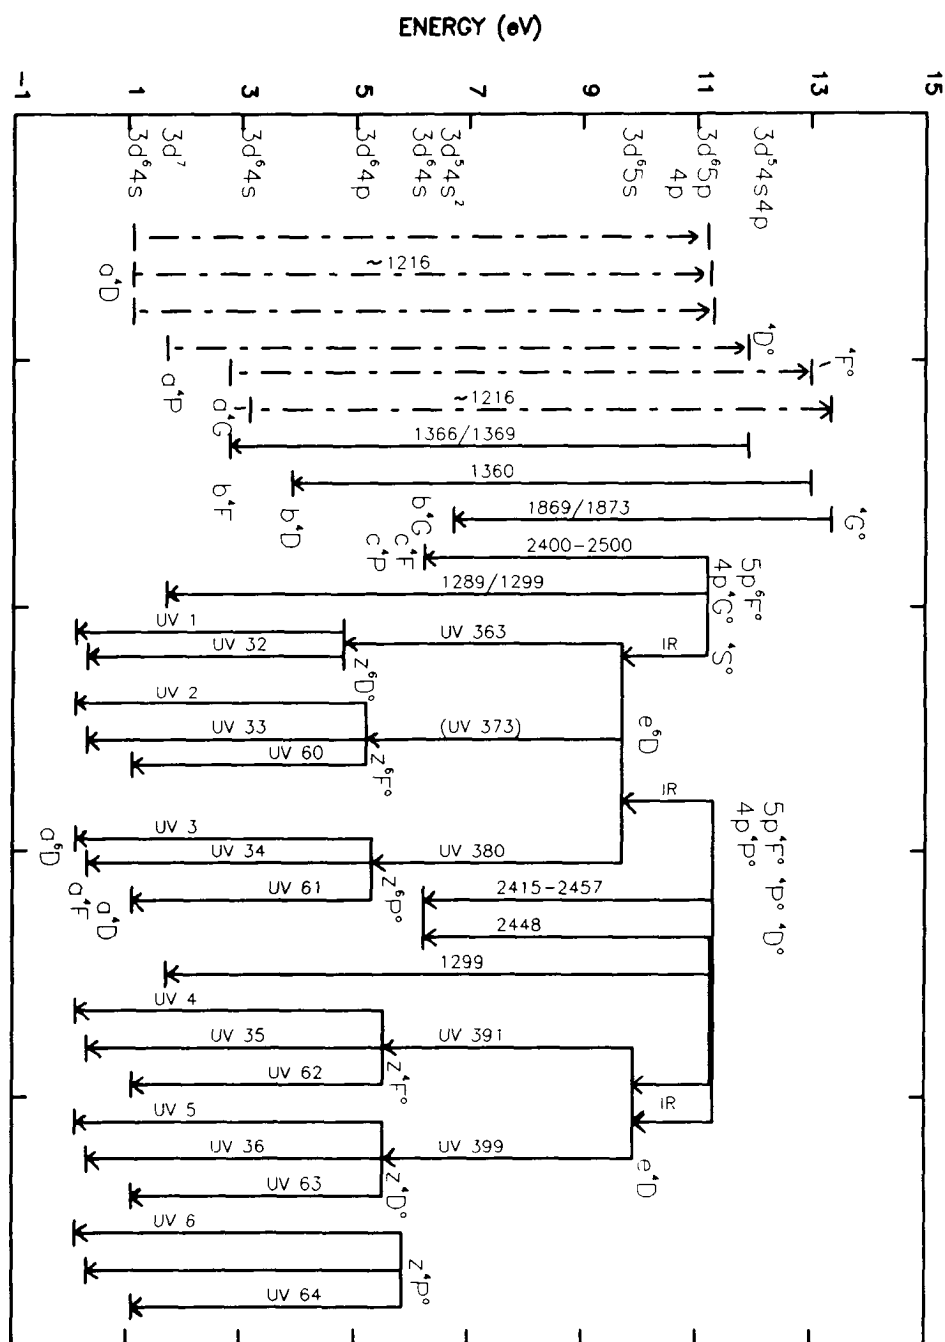 ENERGY (eV)
-1 1 3 5 7 9 11 13 15
3d⁶4s
3d⁷
3d⁶4s
3d⁶4p
3d⁶4s
3d⁵4s²
3d⁶5s
4p
3d⁶5p
3d⁵4s4p
~1216
a⁴D
⁴D°
⁴F°
a⁴P
~1216
a⁴G
1366/1369
b⁴F
1360
b⁴D
1869/1873
⁴G°
b⁴G
c⁴F
c⁴P
2400-2500
5p⁶F°
4p⁴G° ⁴S°
1289/1299
UV 1
UV 363
IR
UV 32
z⁶D°
UV 2
UV 33
(UV 373)
e⁶D
UV 60
z⁶F°
IR
5p⁴F° ⁴P° ⁴D°
4p⁴P°
UV 3
UV 34
UV 380
UV 61
z⁶P°
a⁶D
a⁴F
a⁴D
2415-2457
2448
1299
UV 4
UV 35
UV 391
UV 62
z⁴F°
IR
UV 5
UV 36
UV 399
e⁴D
UV 63
z⁴D°
UV 6
z⁴P°
UV 64